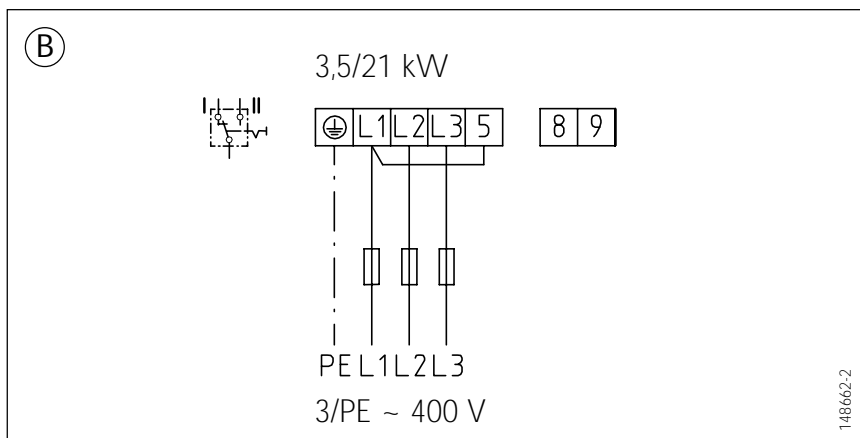 B
3,5/21 kW
I II
L1 L2 L3 5 8 9
PE L1 L2 L3
3/PE ~ 400 V
148662-2